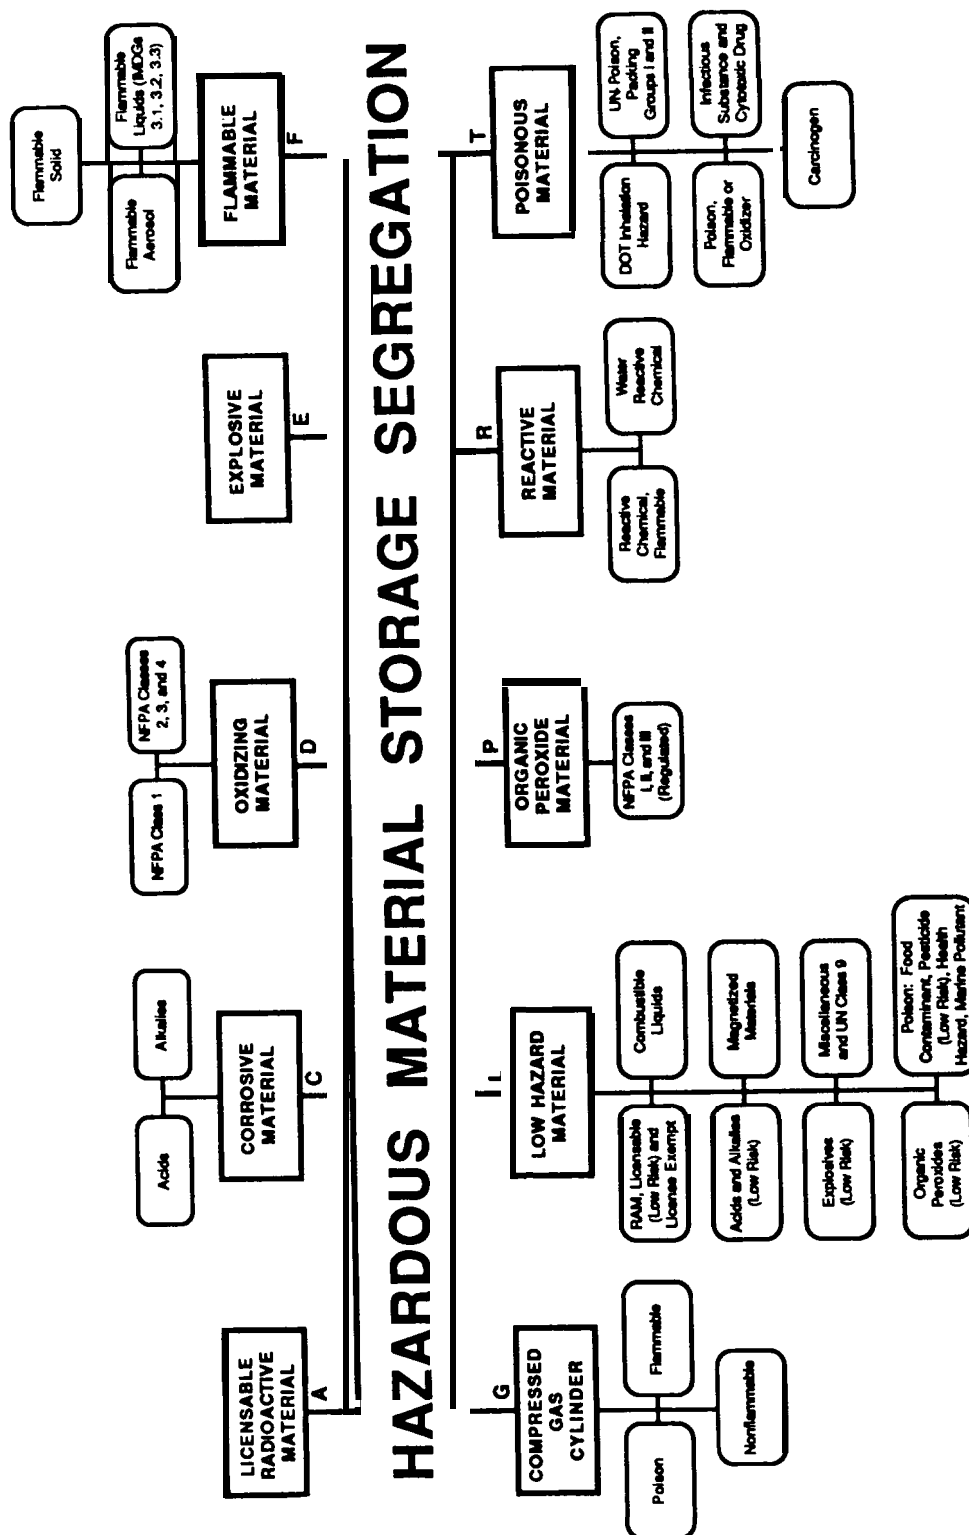 Acids
Alkalies
CORROSIVE
MATERIAL
C
LICENSABLE
RADIOACTIVE
MATERIAL
A
NFPA Class 1
NFPA Classes
2, 3, and 4
OXIDIZING
MATERIAL
D
EXPLOSIVE
MATERIAL
E
Flammable
Solid
Flammable
Aerosol
Flammable
Liquids (IMDGs
3.1, 3.2, 3.3)
FLAMMABLE
MATERIAL
F
HAZARDOUS MATERIAL STORAGE SEGREGATION
G
COMPRESSED
GAS
CYLINDER
Poison
Flammable
Nonflammable
L
LOW HAZARD
MATERIAL
RAM, Licensable
(Low Risk) and
License Exempt
Combustible
Liquids
Acids and Alkalies
(Low Risk)
Magnetized
Materials
Explosives
(Low Risk)
Miscellaneous
and UN Class 9
Organic
Peroxides
(Low Risk)
Poison: Food
Contaminant, Pesticide
(Low Risk), Health
Hazard, Marine Pollutant
P
ORGANIC
PEROXIDE
MATERIAL
NFPA Classes
I, II, and III
(Regulated)
R
REACTIVE
MATERIAL
Reactive
Chemical,
Flammable
Water
Reactive
Chemical
T
POISONOUS
MATERIAL
DOT Inhalation
Hazard
UN-Poison,
Packing
Groups I and II
Poison,
Flammable or
Oxidizer
Infectious
Substance and
Cytotoxic Drug
Carcinogen